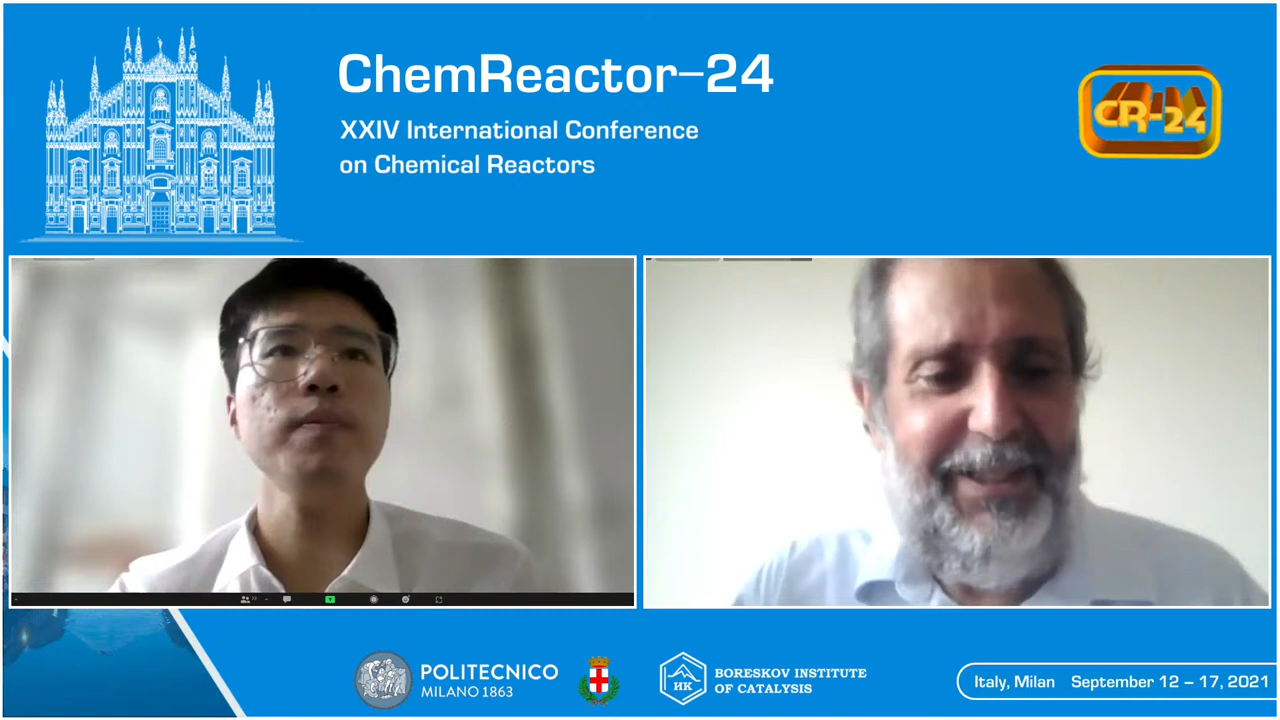 ChemReactor–24
XXIV International Conference
on Chemical Reactors
CR-24
POLITECNICO
MILANO 1863
НК
BORESKOV INSTITUTE
OF CATALYSIS
Italy, Milan September 12 – 17, 2021